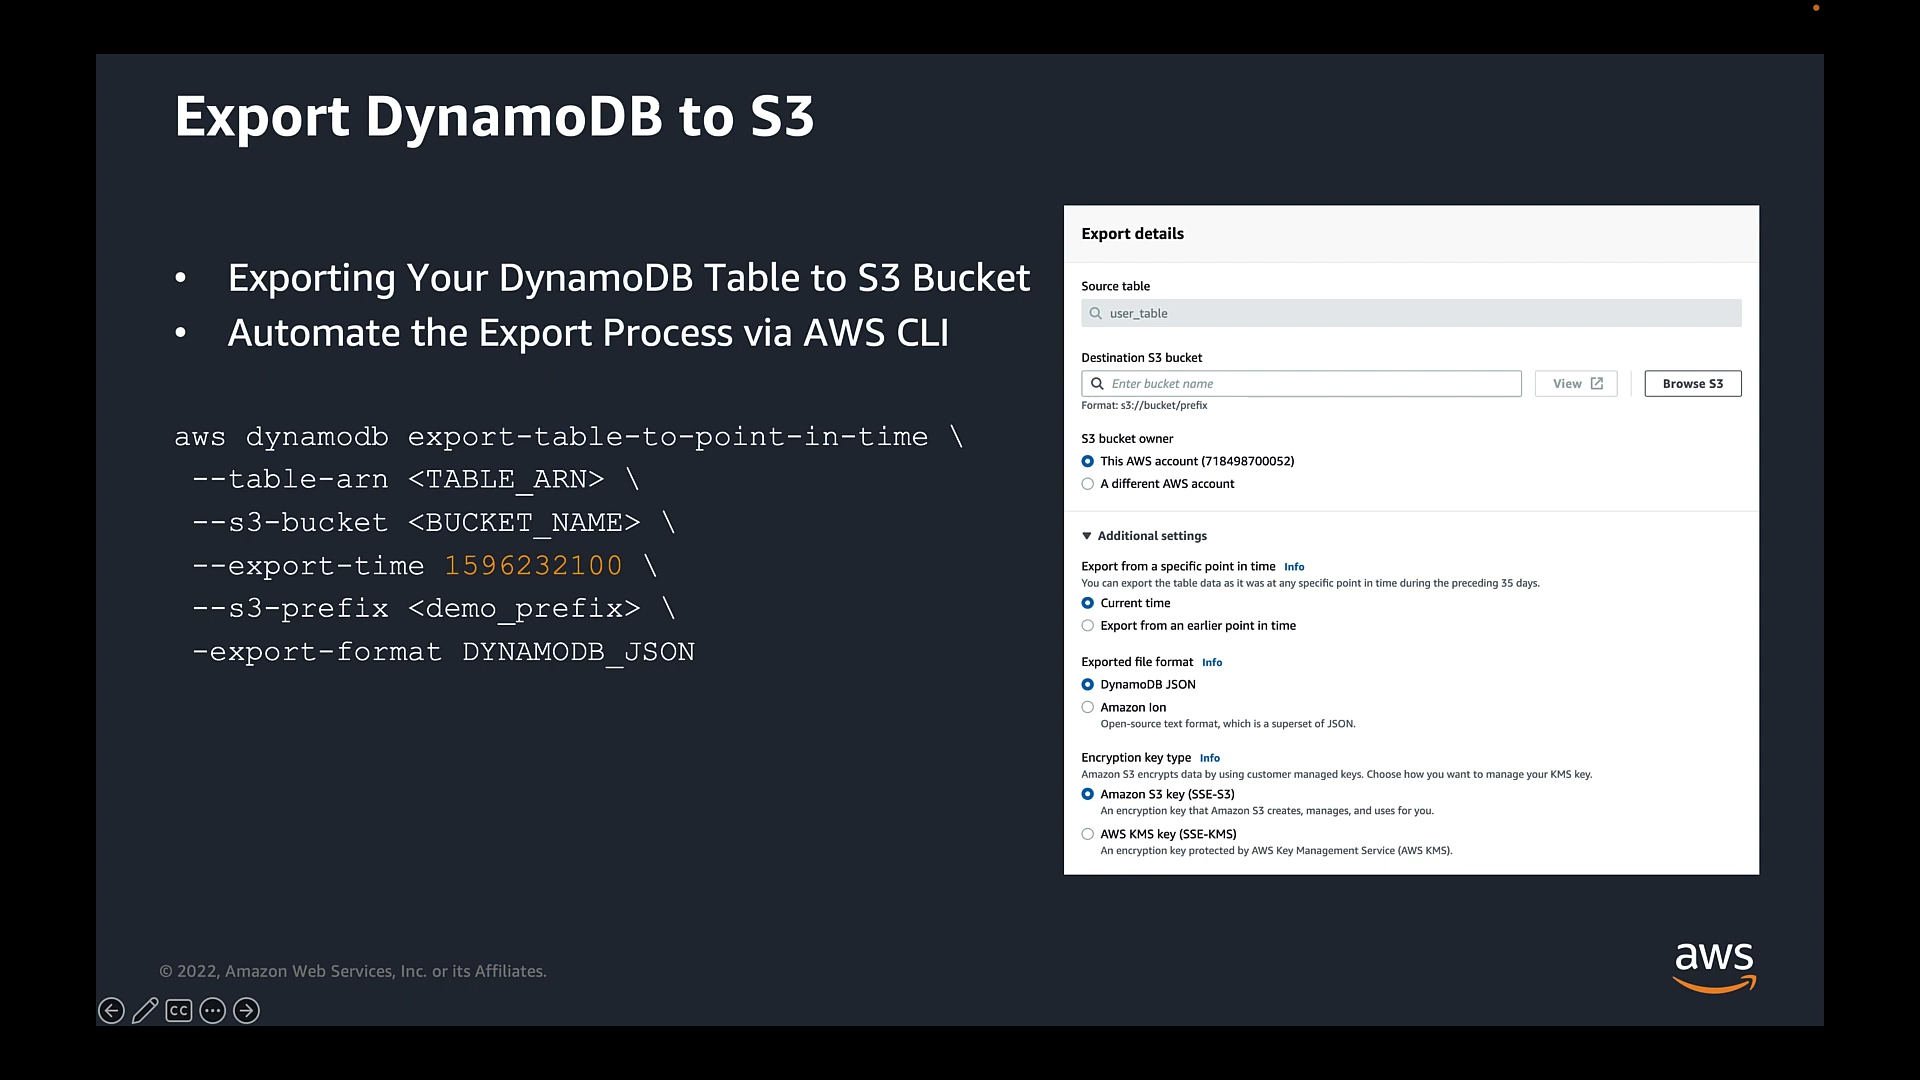 Export DynamoDB to S3
• Exporting Your DynamoDB Table to S3 Bucket
• Automate the Export Process via AWS CLI
aws dynamodb export-table-to-point-in-time \
--table-arn <TABLE_ARN> \
--s3-bucket <BUCKET_NAME> \
--export-time 1596232100 \
--s3-prefix <demo_prefix> \
-export-format DYNAMODB_JSON
Export details
Source table
user_table
Destination S3 bucket
Enter bucket name
View
Browse S3
Format: s3://bucket/prefix
S3 bucket owner
This AWS account (718498700052)
A different AWS account
Additional settings
Export from a specific point in time Info
You can export the table data as it was at any specific point in time during the preceding 35 days.
Current time
Export from an earlier point in time
Exported file format Info
DynamoDB JSON
Amazon Ion
Open-source text format, which is a superset of JSON.
Encryption key type Info
Amazon S3 encrypts data by using customer managed keys. Choose how you want to manage your KMS key.
Amazon S3 key (SSE-S3)
An encryption key that Amazon S3 creates, manages, and uses for you.
AWS KMS key (SSE-KMS)
An encryption key protected by AWS Key Management Service (AWS KMS).
© 2022, Amazon Web Services, Inc. or its Affiliates.
aws
CC